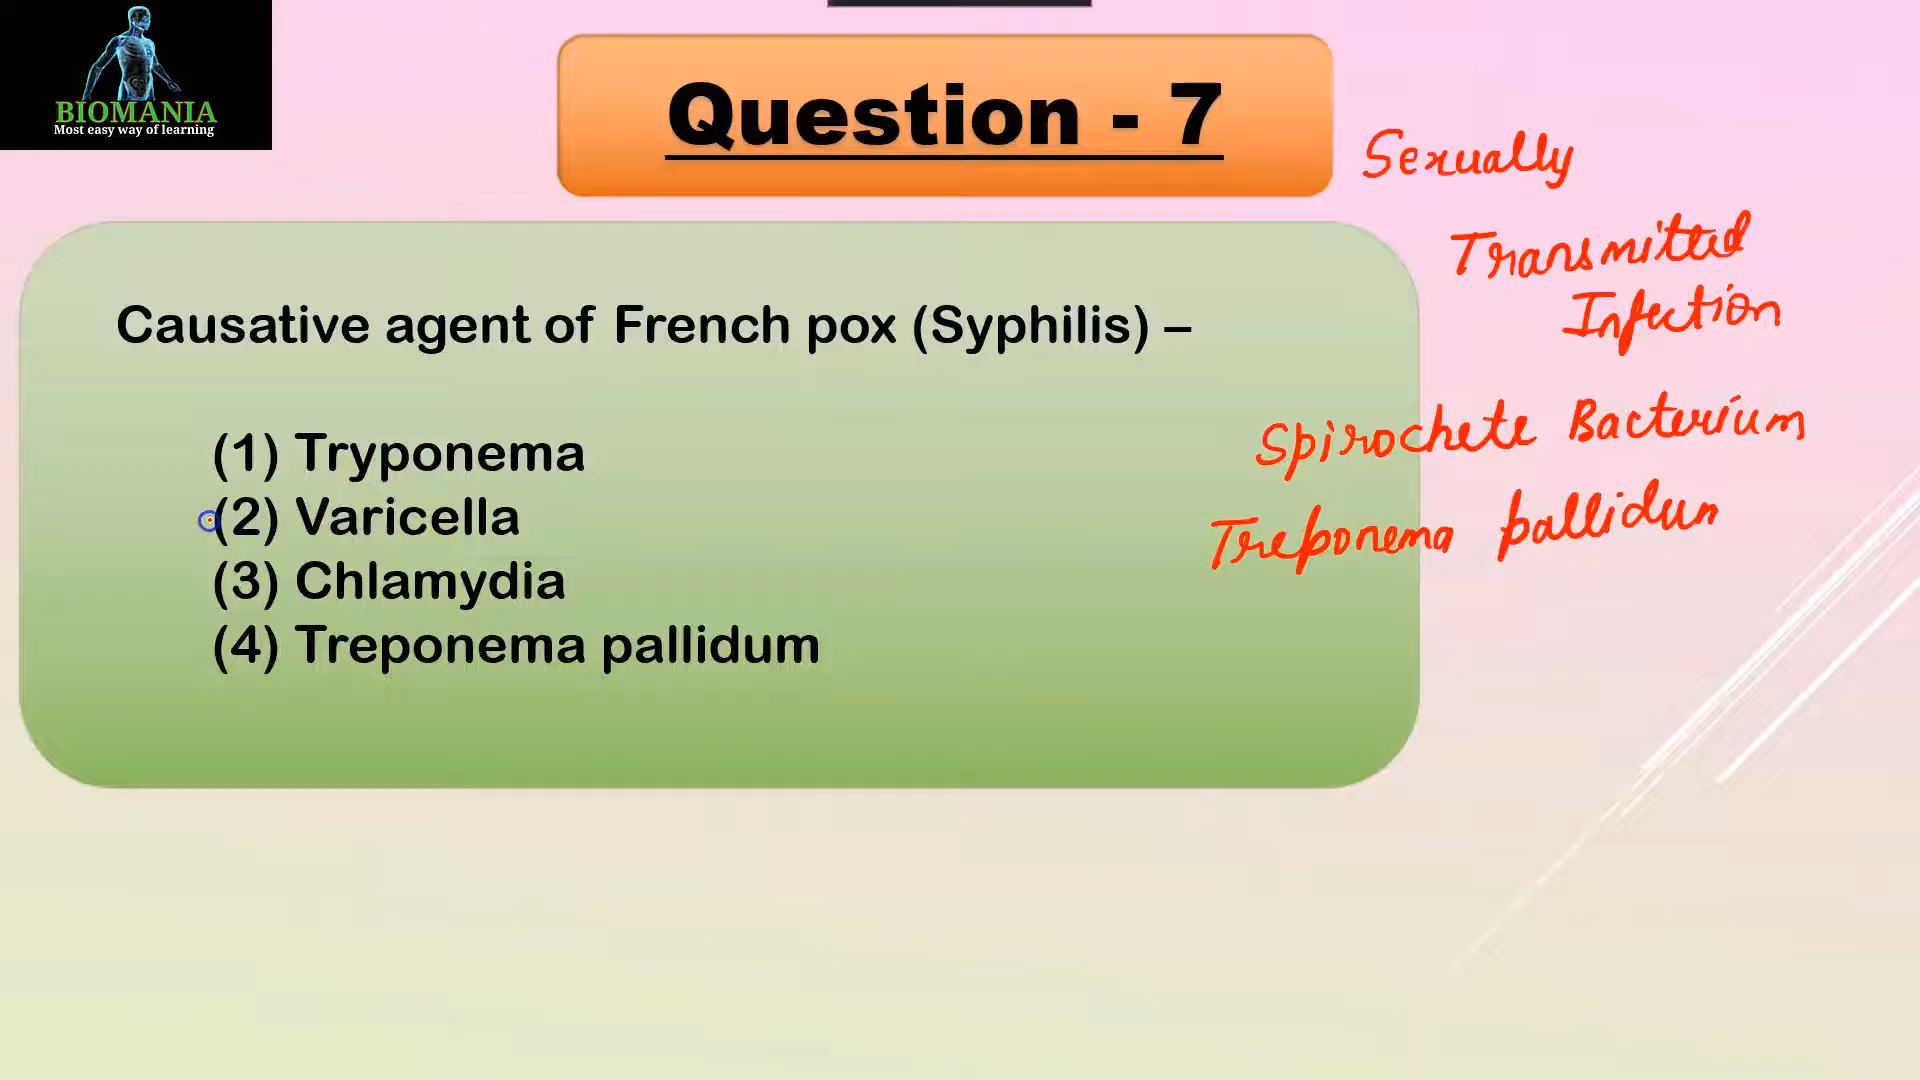 BIOMANIA
Most easy way of learning
Question - 7
Sexually
Transmitted
Infection
Causative agent of French pox (Syphilis) –
(1) Tryponema
(2) Varicella
(3) Chlamydia
(4) Treponema pallidum
Spirochete Bacterium
Treponema pallidum